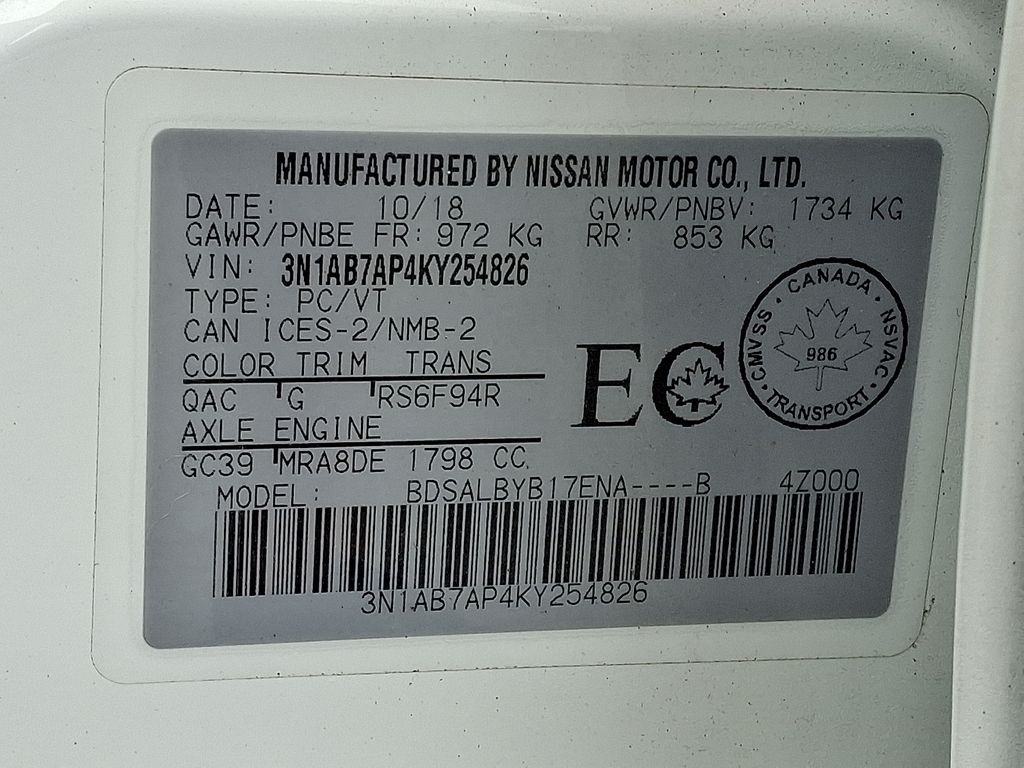 MANUFACTURED BY NISSAN MOTOR CO., LTD.
DATE: 10/18 GVWR/PNBV: 1734 KG
GAWR/PNBE FR: 972 KG RR: 853 KG
VIN: 3N1AB7AP4KY254826
TYPE: PC/VT
CAN ICES-2/NMB-2
COLOR TRIM TRANS
QAC G RS6F94R
AXLE ENGINE
GC39 MRA8DE 1798 CC.
EC
CANADA
CMVSS NSVAC
986
TRANSPORT
MODEL: BDSALBYB17ENA----B 4Z000
3N1AB7AP4KY254826